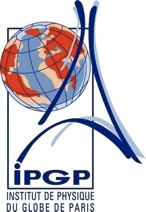 iPGP
INSTITUT DE PHYSIQUE
DU GLOBE DE PARIS